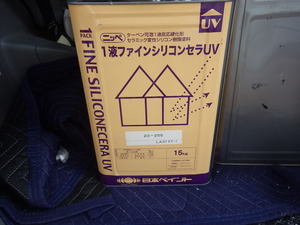 1
PACK
FINE SILICONECERA UV
ニッペ
UV
ターペン可溶1液反応硬化形
セラミック変性シリコン樹脂塗料
1液ファインシリコンセラUV
15kg
日本ペイント